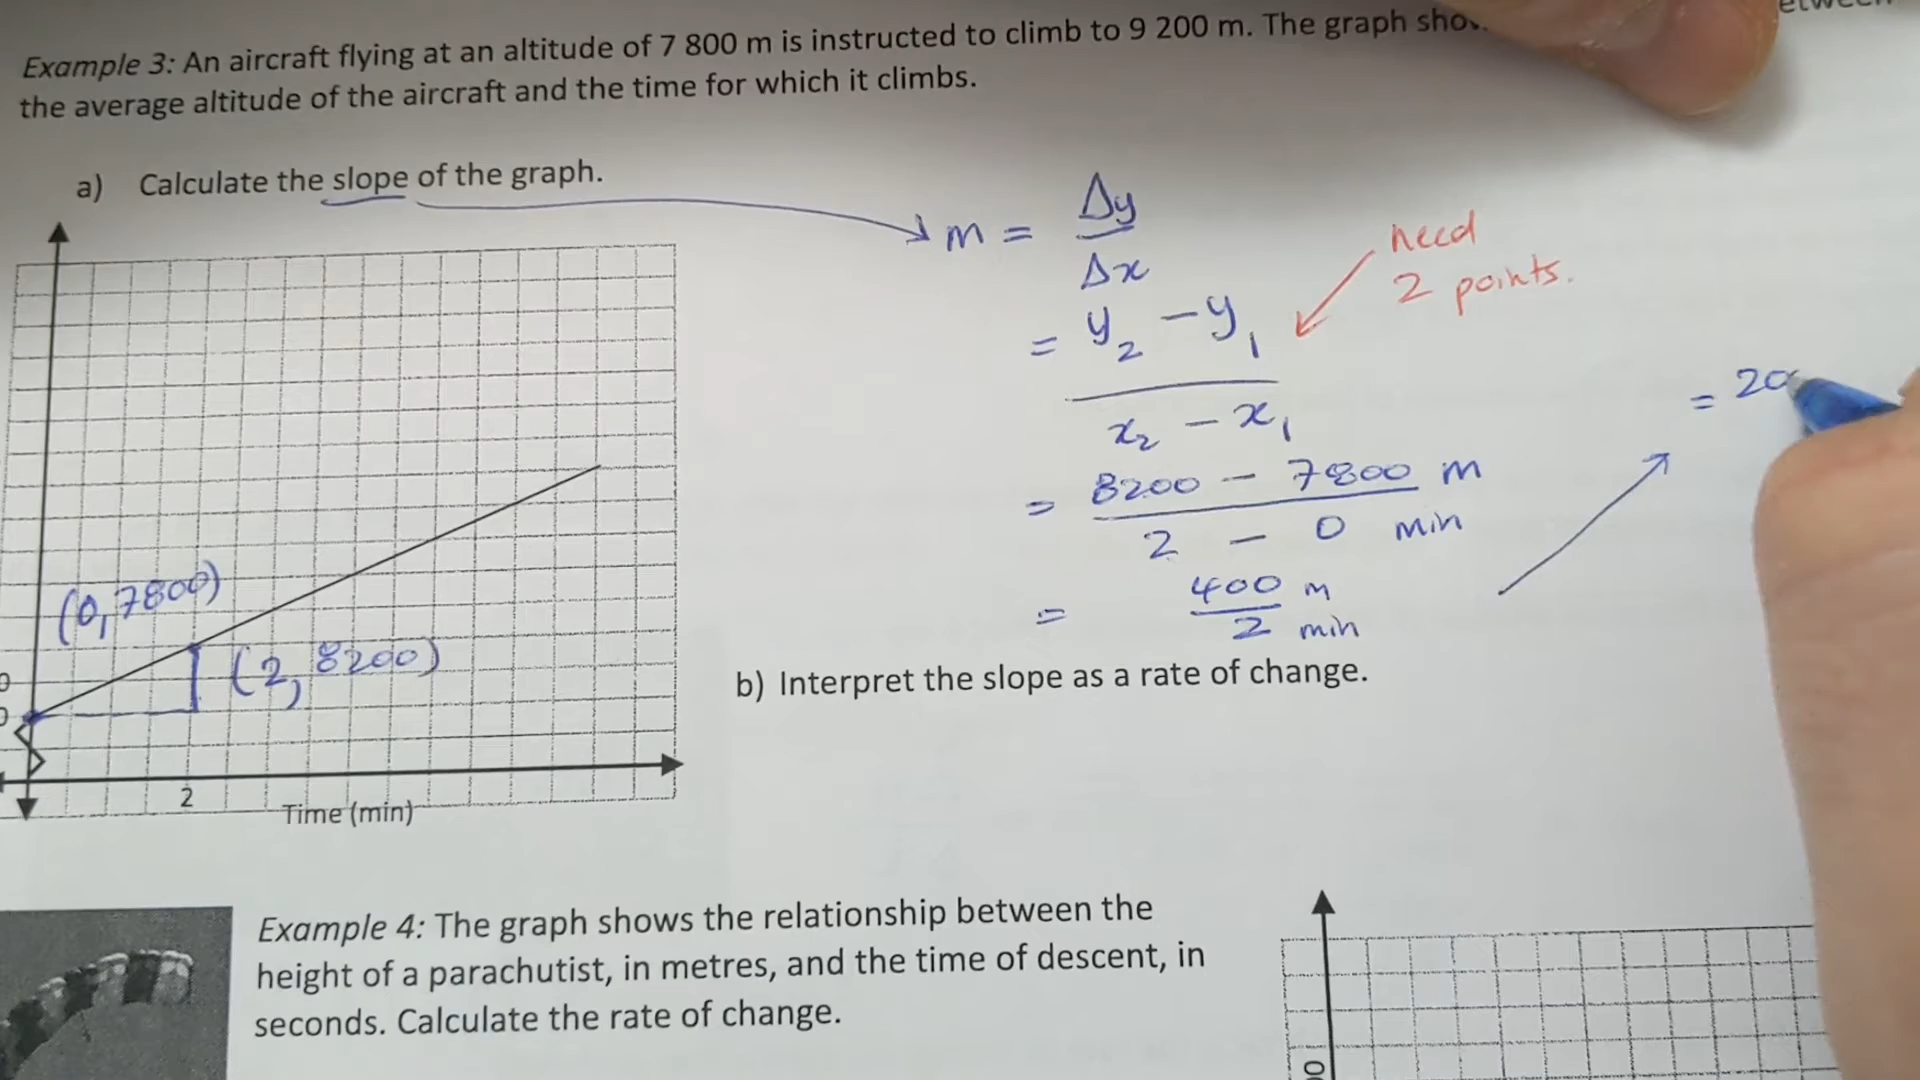 Example 3: An aircraft flying at an altitude of 7 800 m is instructed to climb to 9 200 m. The graph
the average altitude of the aircraft and the time for which it climbs.
a) Calculate the slope of the graph.
m = Δy
Δx
need
2 points.
= y₂ - y₁
x₂ - x₁
= 8200 - 7800 m
2 - 0 min
= 400 m
2 min
= 20
(0,7800)
(2, 8200)
0
0
2
Time (min)
b) Interpret the slope as a rate of change.
Example 4: The graph shows the relationship between the
height of a parachutist, in metres, and the time of descent, in
seconds. Calculate the rate of change.